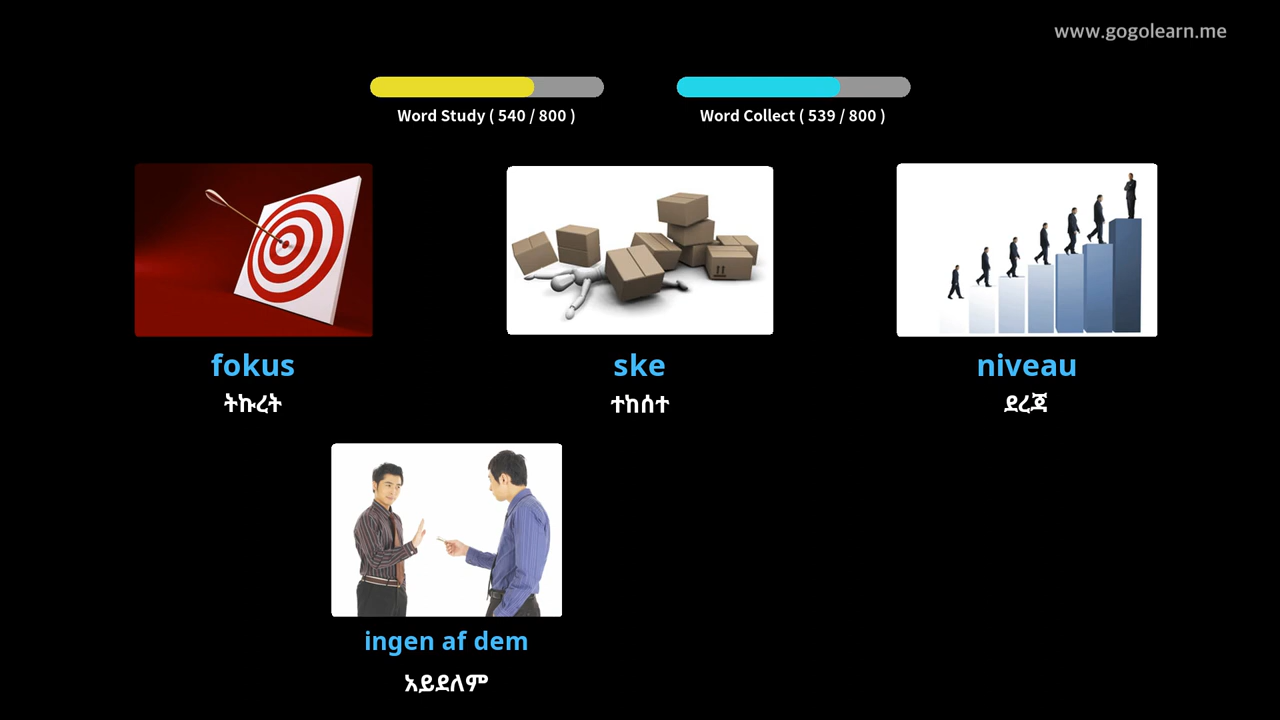 www.gogolearn.me
Word Study ( 540 / 800 )
Word Collect ( 539 / 800 )
fokus
ትኩረት
ske
ተከሰተ
niveau
ደረጃ
ingen af dem
አይደለም